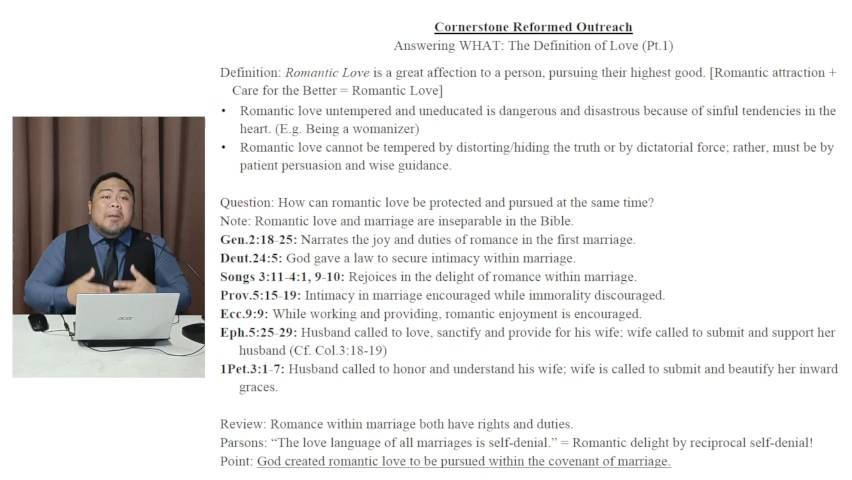 Cornerstone Reformed Outreach
Answering WHAT: The Definition of Love (Pt.1)
Definition: Romantic Love is a great affection to a person, pursuing their highest good. [Romantic attraction +
Care for the Better = Romantic Love]
• Romantic love untempered and uneducated is dangerous and disastrous because of sinful tendencies in the
heart. (E.g. Being a womanizer)
• Romantic love cannot be tempered by distorting/hiding the truth or by dictatorial force; rather, must be by
patient persuasion and wise guidance.
Question: How can romantic love be protected and pursued at the same time?
Note: Romantic love and marriage are inseparable in the Bible.
Gen.2:18-25: Narrates the joy and duties of romance in the first marriage.
Deut.24:5: God gave a law to secure intimacy within marriage.
Songs 3:11-4:1, 9-10: Rejoices in the delight of romance within marriage.
Prov.5:15-19: Intimacy in marriage encouraged while immorality discouraged.
Ecc.9:9: While working and providing, romantic enjoyment is encouraged.
Eph.5:25-29: Husband called to love, sanctify and provide for his wife; wife called to submit and support her
husband (Cf. Col.3:18-19)
1Pet.3:1-7: Husband called to honor and understand his wife; wife is called to submit and beautify her inward
graces.
Review: Romance within marriage both have rights and duties.
Parsons: “The love language of all marriages is self-denial.” = Romantic delight by reciprocal self-denial!
Point: God created romantic love to be pursued within the covenant of marriage.
acer